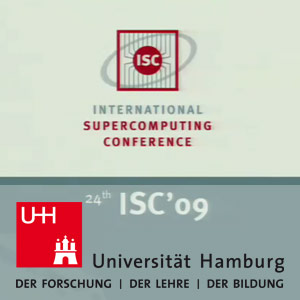 ISC
INTERNATIONAL
SUPERCOMPUTING
CONFERENCE
24th ISC'09
UHH
Universität Hamburg
DER FORSCHUNG | DER LEHRE | DER BILDUNG